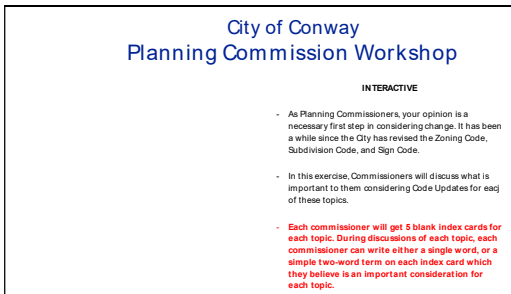 City of Conway
Planning Commission Workshop
INTERACTIVE
- As Planning Commissioners, your opinion is a
necessary first step in considering change. It has been
a while since the City has revised the Zoning Code,
Subdivision Code, and Sign Code.
- In this exercise, Commissioners will discuss what is
important to them considering Code Updates for eacj
of these topics.
- Each commissioner will get 5 blank index cards for
each topic. During discussions of each topic, each
commissioner can write either a single word, or a
simple two-word term on each index card which
they believe is an important consideration for
each topic.